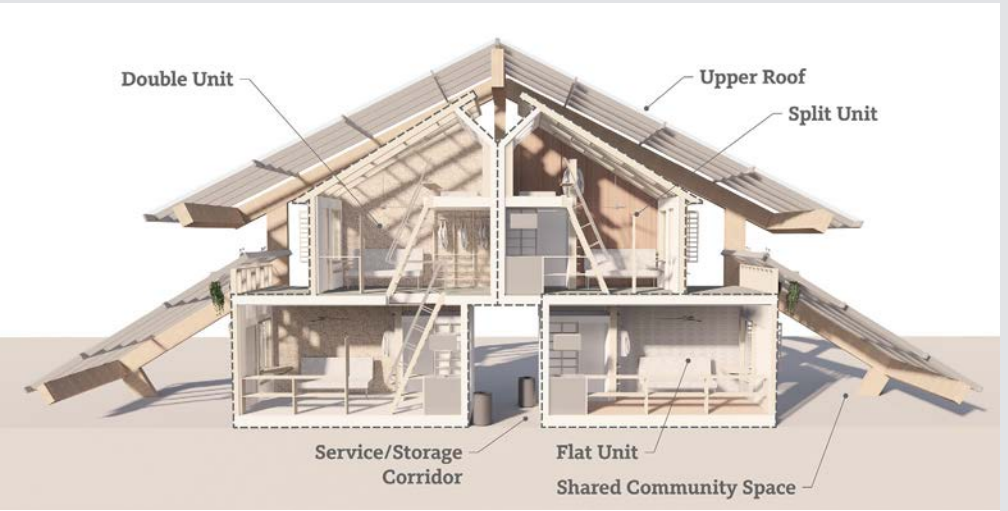 Double Unit
Upper Roof
Split Unit
Service/Storage
Corridor
Flat Unit
Shared Community Space